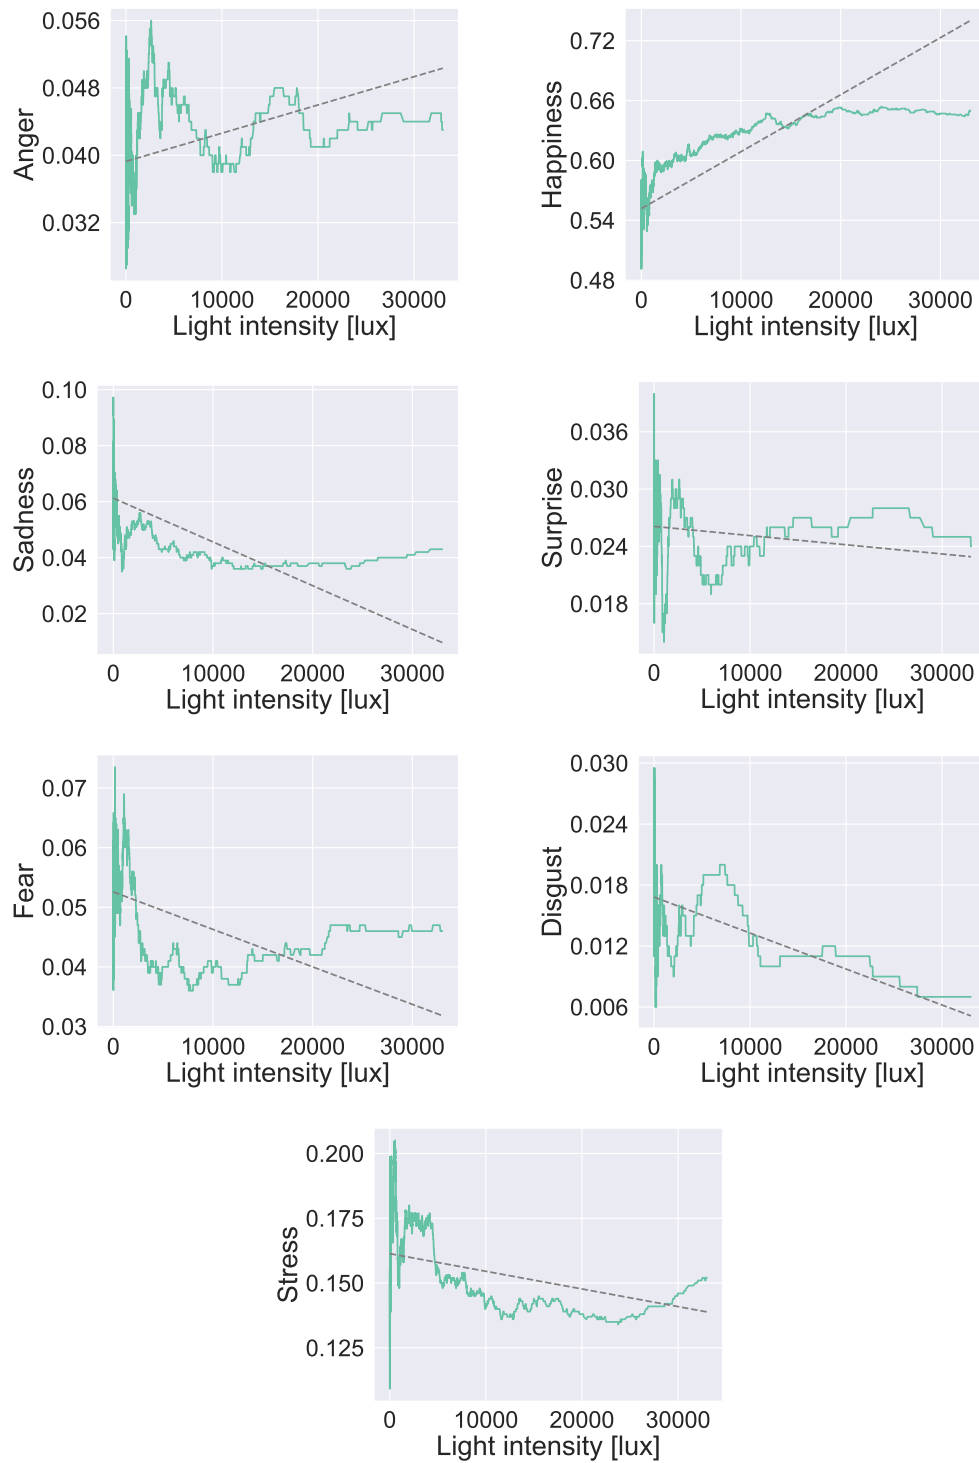 0.056
0.048
0.040
0.032
Anger
0 10000 20000 30000
Light intensity [lux]
0.72
0.66
0.60
0.54
0.48
Happiness
0 10000 20000 30000
Light intensity [lux]
0.10
0.08
0.06
0.04
0.02
Sadness
0 10000 20000 30000
Light intensity [lux]
0.036
0.030
0.024
0.018
Surprise
0 10000 20000 30000
Light intensity [lux]
0.07
0.06
0.05
0.04
0.03
Fear
0 10000 20000 30000
Light intensity [lux]
0.030
0.024
0.018
0.012
0.006
Disgust
0 10000 20000 30000
Light intensity [lux]
0.200
0.175
0.150
0.125
Stress
0 10000 20000 30000
Light intensity [lux]